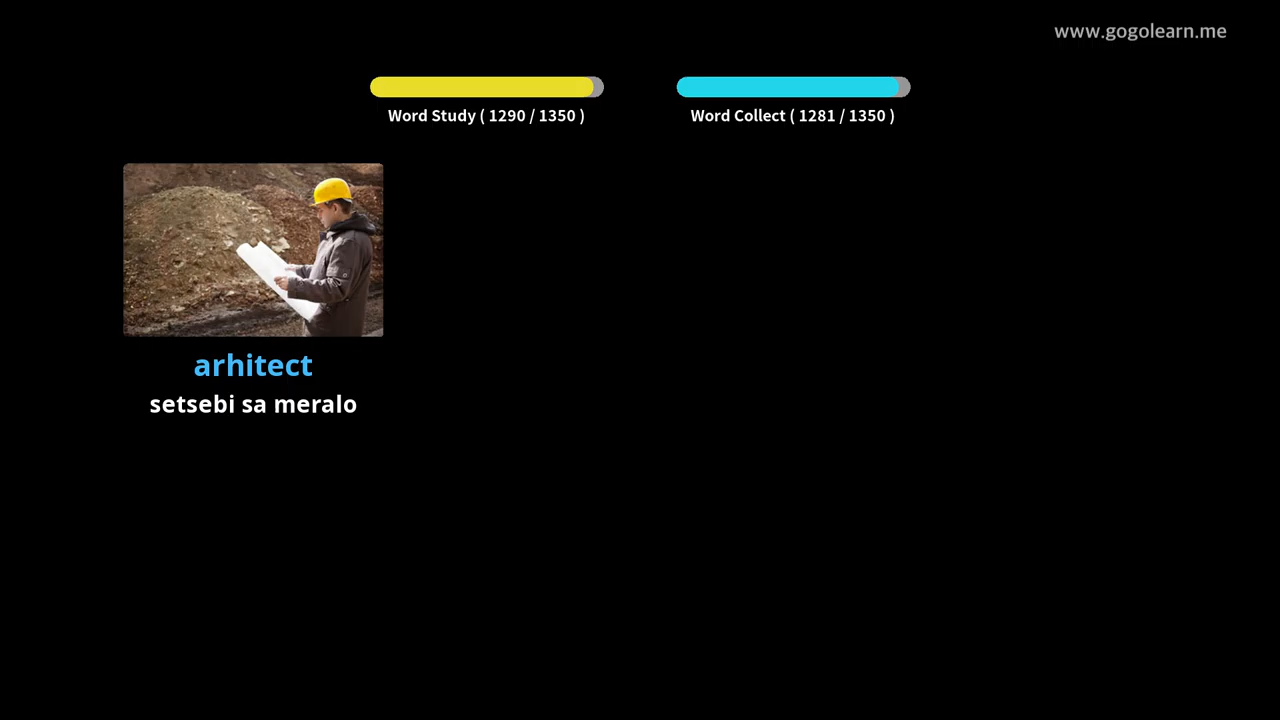 www.gogolearn.me
Word Study ( 1290 / 1350 )
Word Collect ( 1281 / 1350 )
arhitect
setsebi sa meralo